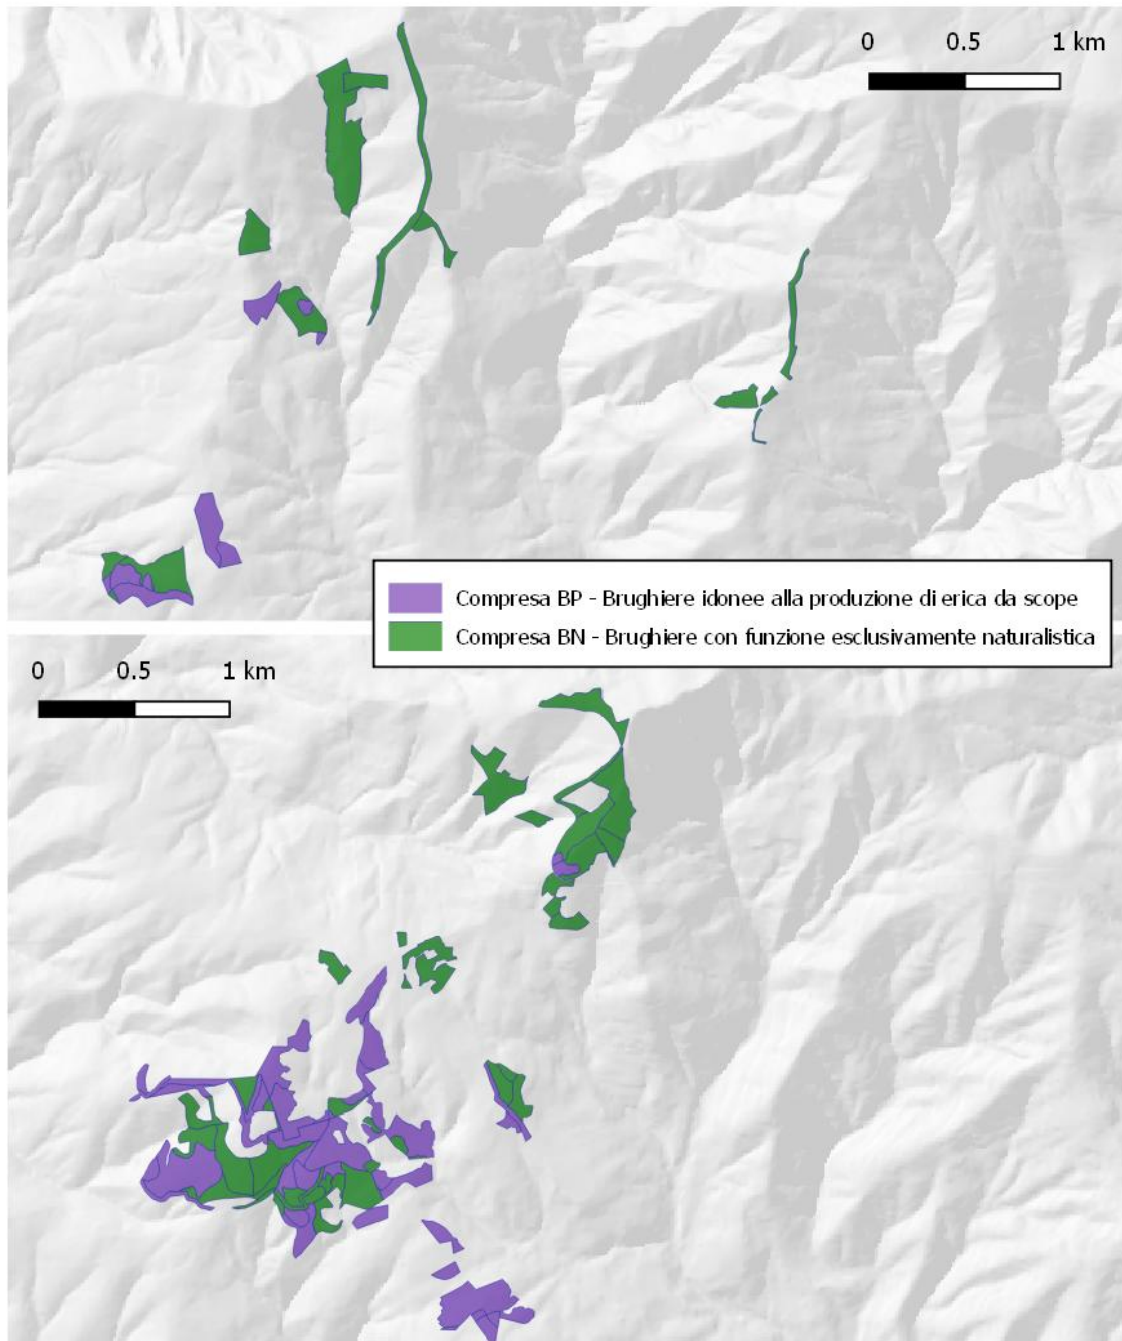 0 0.5 1 km
Compresa BP - Brughiere idonee alla produzione di erica da scope
Compresa BN - Brughiere con funzione esclusivamente naturalistica
0 0.5 1 km